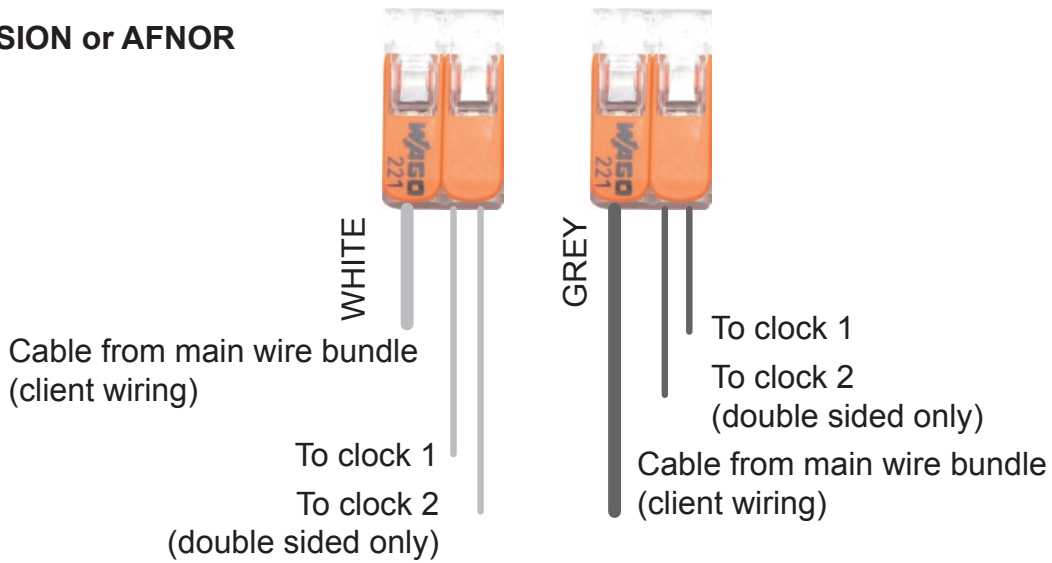 SION or AFNOR
WAGO
221
WAGO
221
WHITE
GREY
Cable from main wire bundle
(client wiring)
To clock 1
To clock 2
(double sided only)
To clock 1
To clock 2
(double sided only)
Cable from main wire bundle
(client wiring)